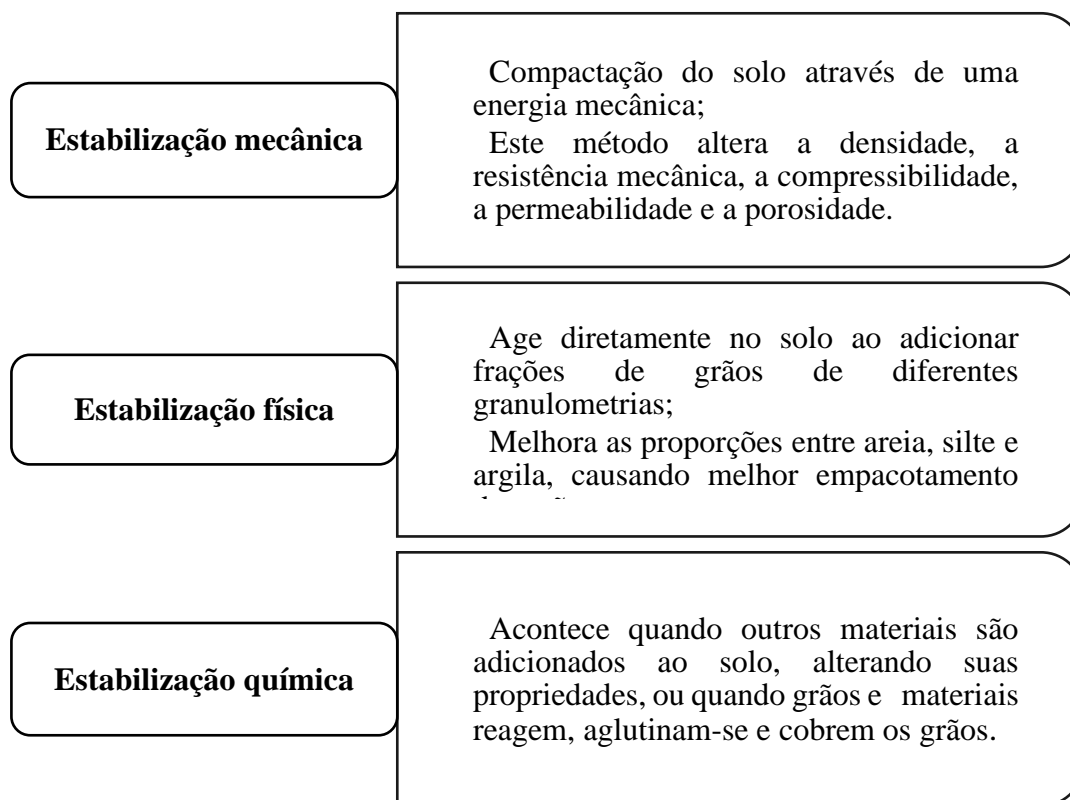 Estabilização mecânica
Compactação do solo através de uma
energia mecânica;
Este método altera a densidade, a
resistência mecânica, a compressibilidade,
a permeabilidade e a porosidade.
Estabilização física
Age diretamente no solo ao adicionar
frações de grãos de diferentes
granulometrias;
Melhora as proporções entre areia, silte e
argila, causando melhor empacotamento
Estabilização química
Acontece quando outros materiais são
adicionados ao solo, alterando suas
propriedades, ou quando grãos e materiais
reagem, aglutinam-se e cobrem os grãos.